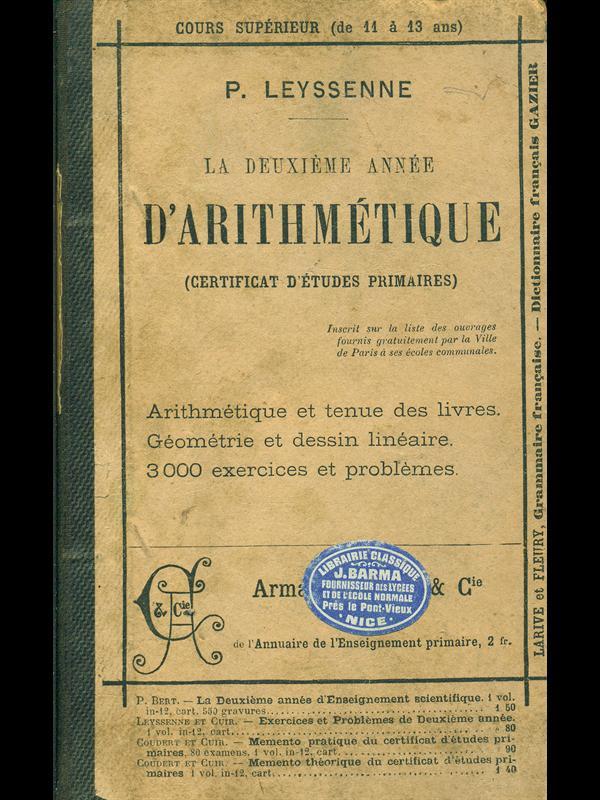 COURS SUPÉRIEUR (de 11 à 13 ans)
P. LEYSSENNE
LA DEUXIÈME ANNÉE
D'ARITHMÉTIQUE
(CERTIFICAT D'ÉTUDES PRIMAIRES)
Inscrit sur la liste des ouvrages
fournis gratuitement par la Ville
de Paris à ses écoles communales.
Arithmétique et tenue des livres.
Géométrie et dessin linéaire.
3000 exercices et problèmes.
Arma & Cie
LIBRAIRIE CLASSIQUE
J. BARMA
FOURNISSEUR DES LYCEES
ET DE L'ÉCOLE NORMALE
Près le Pont-Vieux
· NICE ·
& Cie
de l'Annuaire de l'Enseignement primaire, 2 fr.
P. BERT. — La Deuxième année d'Enseignement scientifique. 1 vol.
in-12, cart. 550 gravures... 1 50
LEYSSENNE ET CUIR. — Exercices et Problèmes de Deuxième année.
1 vol. in-12, cart... » 80
COUDERT ET CUIR. — Memento pratique du certificat d'études pri-
maires, 80 examens, 1 vol. in-12, cart... 90
COUDERT ET CUIR. — Memento théorique du certificat d'études pri-
maires 1 vol. in-12, cart... 1 40
LARIVE et FLEURY, Grammaire française. — Dictionnaire français GAZIER